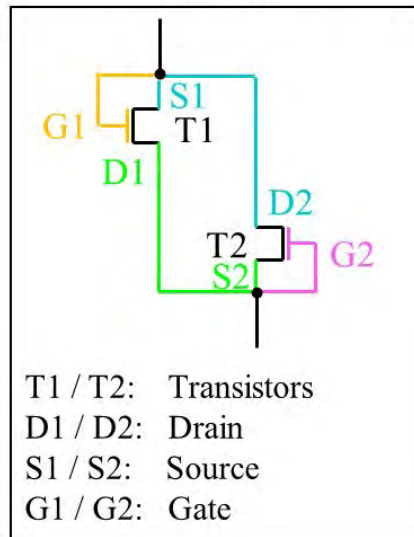 S1
G1
T1
D1
D2
T2
G2
S2
T1 / T2: Transistors
D1 / D2: Drain
S1 / S2: Source
G1 / G2: Gate